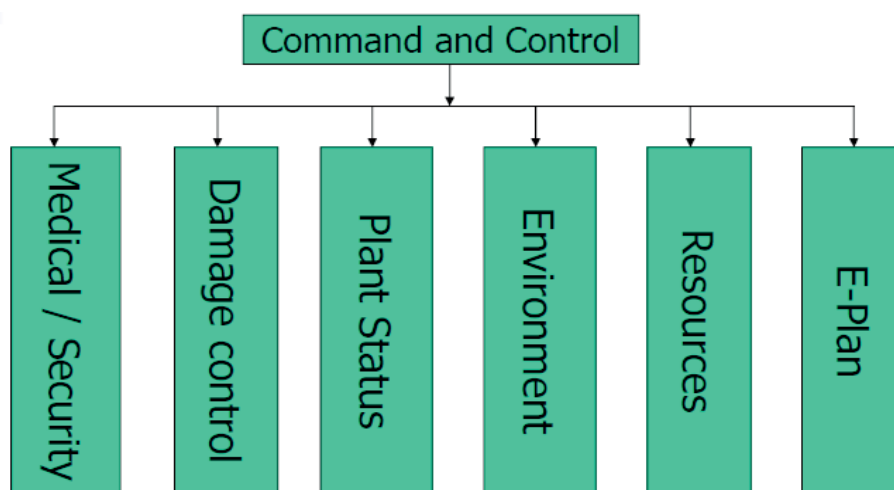 Command and Control
Medical / Security
Damage control
Plant Status
Environment
Resources
E-Plan